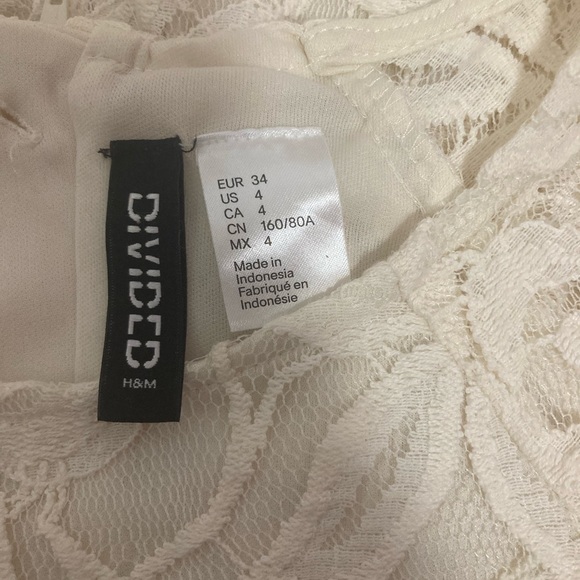 DIVIDED
H&M
EUR 34
US 4
CA 4
CN 160/80A
MX 4
Made in
Indonesia
Fabriqué en
Indonésie